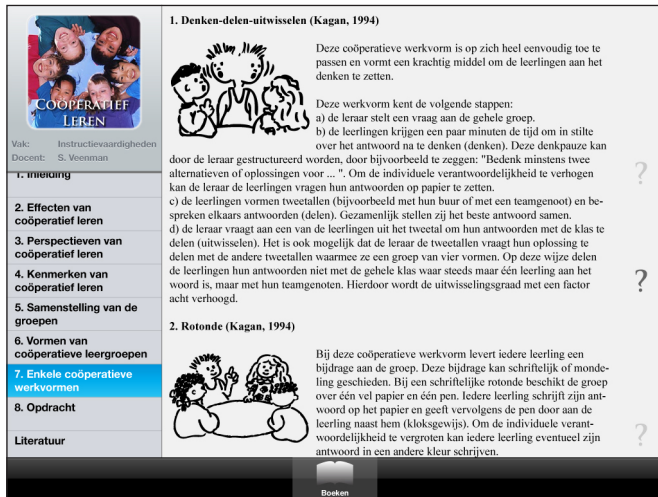 COÖPERATIEF
LEREN
Vak: Instructievaardigheden
Docent: S. Veenman
1. Inleiding
2. Effecten van
coöperatief leren
3. Perspectieven van
coöperatief leren
4. Kenmerken van
coöperatief leren
5. Samenstelling van de
groepen
6. Vormen van
coöperatieve leergroepen
7. Enkele coöperatieve
werkvormen
8. Opdracht
Literatuur
1. Denken-delen-uitwisselen (Kagan, 1994)
Deze coöperatieve werkvorm is op zich heel eenvoudig toe te
passen en vormt een krachtig middel om de leerlingen aan het
denken te zetten.
Deze werkvorm kent de volgende stappen:
a) de leraar stelt een vraag aan de gehele groep.
b) de leerlingen krijgen een paar minuten de tijd om in stilte
over het antwoord na te denken (denken). Deze denkpauze kan
door de leraar gestructureerd worden, door bijvoorbeeld te zeggen: "Bedenk minstens twee
alternatieven of oplossingen voor ... ". Om de individuele verantwoordelijkheid te verhogen
kan de leraar de leerlingen vragen hun antwoorden op papier te zetten.
c) de leerlingen vormen tweetallen (bijvoorbeeld met hun buur of met een teamgenoot) en be-
spreken elkaars antwoorden (delen). Gezamenlijk stellen zij het beste antwoord samen.
d) de leraar vraagt aan een van de leerlingen uit het tweetal om hun antwoorden met de klas te
delen (uitwisselen). Het is ook mogelijk dat de leraar de tweetallen vraagt hun oplossing te
delen met de andere tweetallen waarmee ze een groep van vier vormen. Op deze wijze delen
de leerlingen hun antwoorden niet met de gehele klas waar steeds maar één leerling aan het
woord is, maar met hun teamgenoten. Hierdoor wordt de uitwisselingsgraad met een factor
acht verhoogd.
2. Rotonde (Kagan, 1994)
Bij deze coöperatieve werkvorm levert iedere leerling een
bijdrage aan de groep. Deze bijdrage kan schriftelijk of monde-
ling geschieden. Bij een schriftelijke rotonde beschikt de groep
over één vel papier en één pen. Iedere leerling schrijft zijn ant-
woord op het papier en geeft vervolgens de pen door aan de
leerling naast hem (kloksgewijs). Om de individuele verant-
woordelijkheid te vergroten kan iedere leerling eventueel zijn
antwoord in een andere kleur schrijven.
?
?
?
Boeken